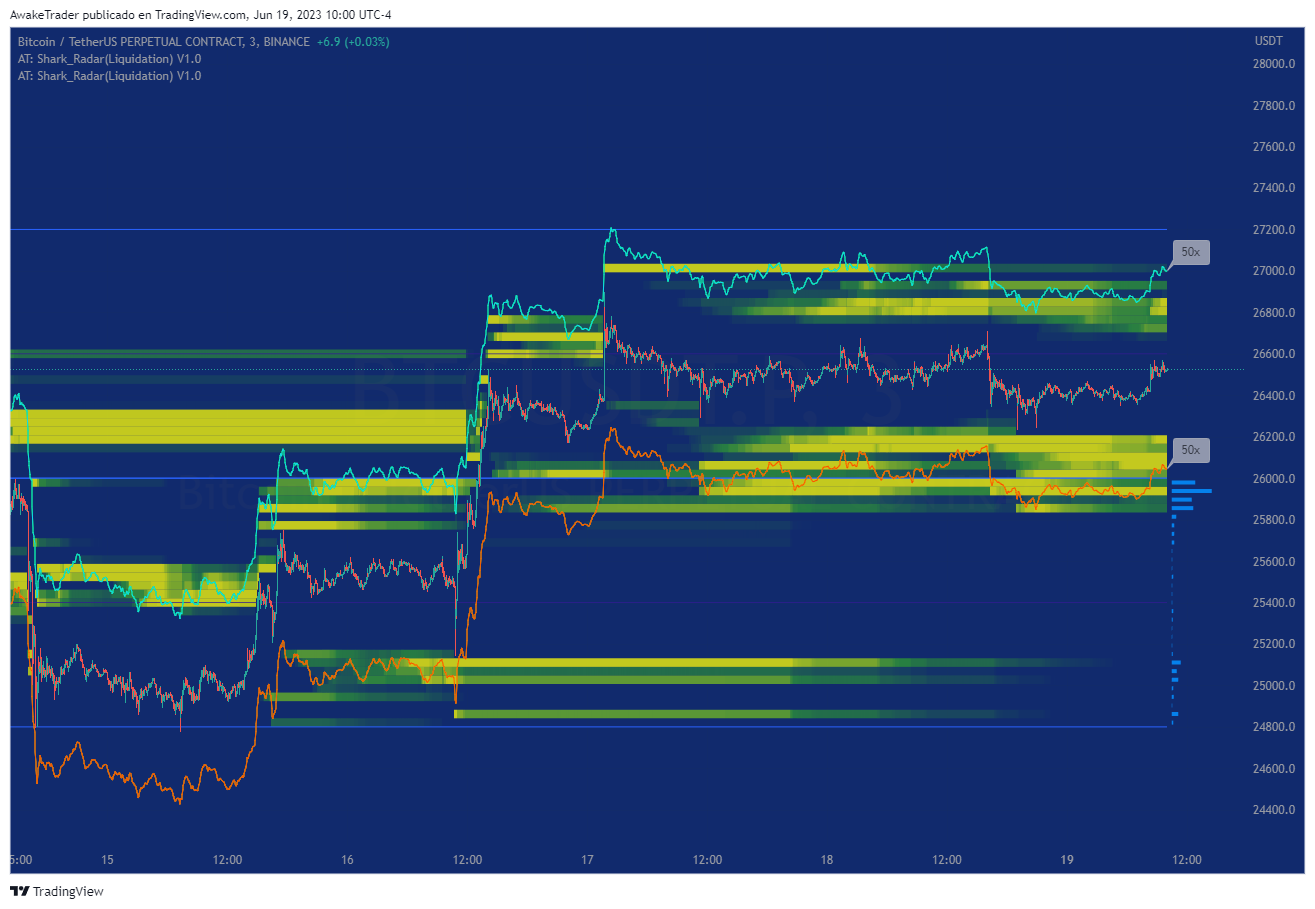 AwakeTrader publicado en TradingView.com, Jun 19, 2023 10:00 UTC-4
Bitcoin / TetherUS PERPETUAL CONTRACT, 3, BINANCE +6.9 (+0.03%)
AT: Shark_Radar(Liquidation) V1.0
AT: Shark_Radar(Liquidation) V1.0
USDT
28000.0
27800.0
27600.0
27400.0
27200.0
50x
27000.0
26800.0
26600.0
26400.0
26200.0
50x
26000.0
25800.0
25600.0
25400.0
25200.0
25000.0
24800.0
24600.0
24400.0
5:00 15 12:00 16 12:00 17 12:00 18 12:00 19 12:00
TradingView